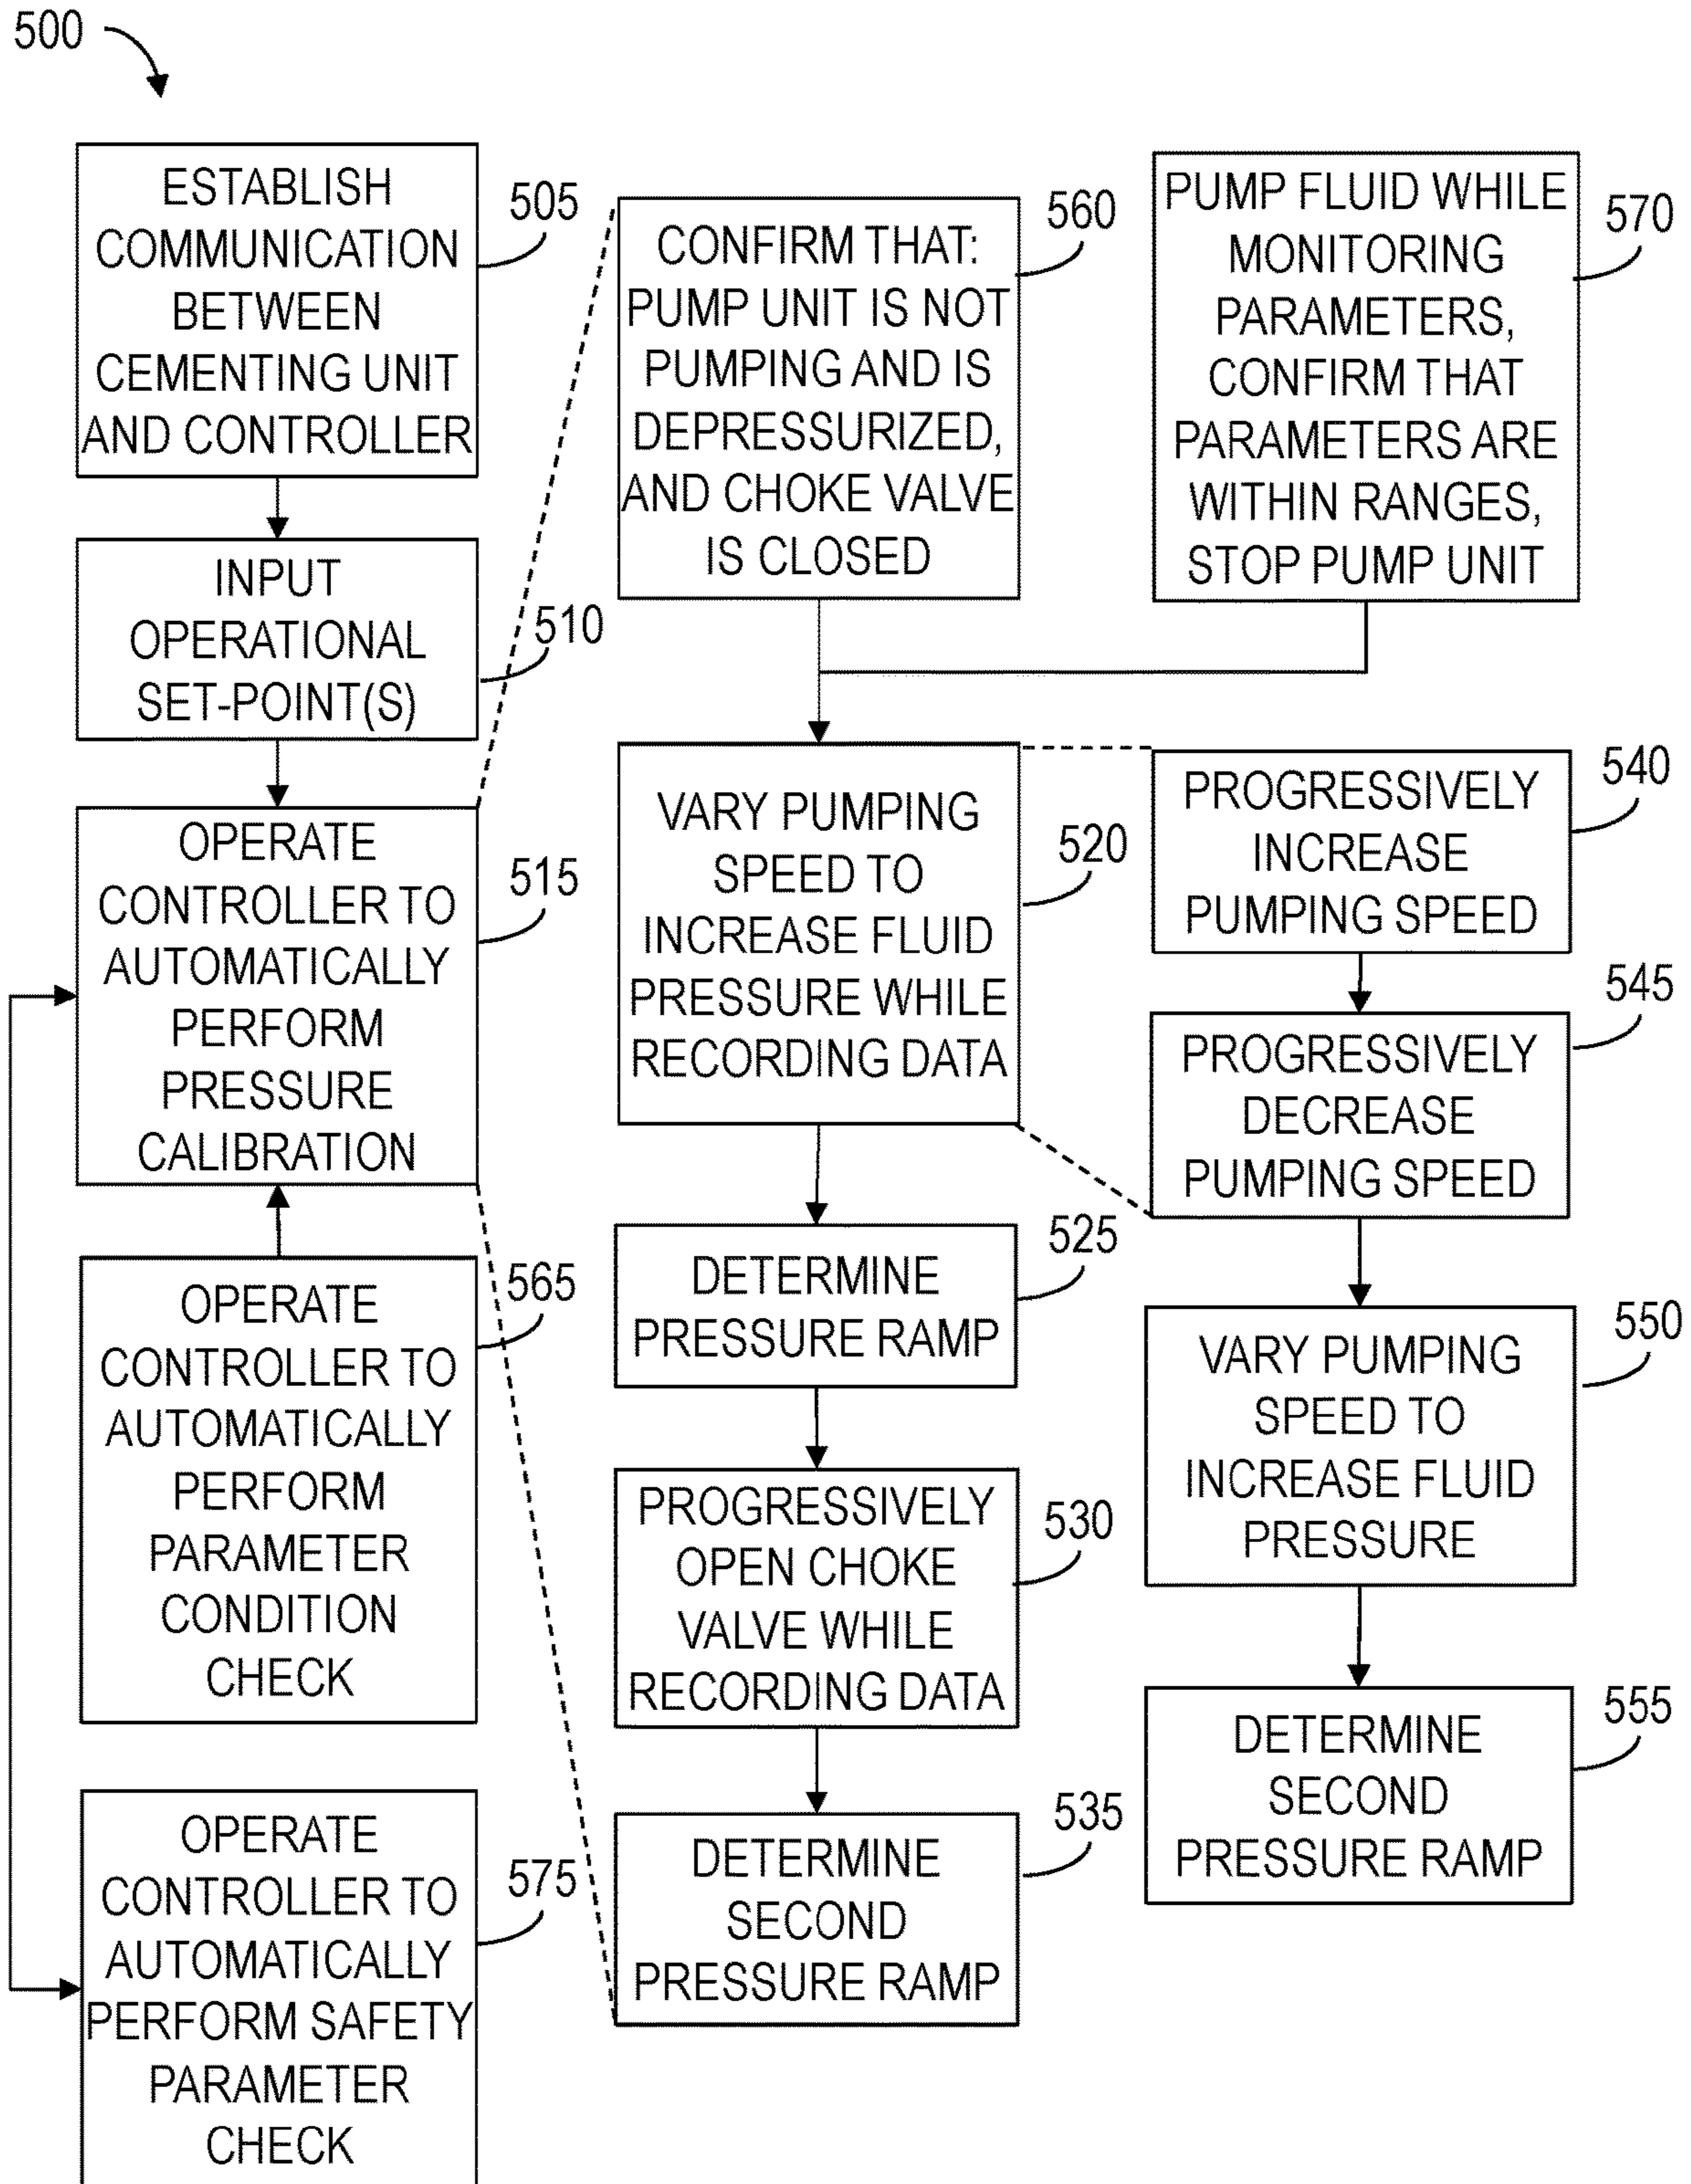 500
ESTABLISH
COMMUNICATION
BETWEEN
CEMENTING UNIT
AND CONTROLLER
505
INPUT
OPERATIONAL
SET-POINT(S)
510
OPERATE
CONTROLLER TO
AUTOMATICALLY
PERFORM
PRESSURE
CALIBRATION
515
OPERATE
CONTROLLER TO
AUTOMATICALLY
PERFORM
PARAMETER
CONDITION
CHECK
565
OPERATE
CONTROLLER TO
AUTOMATICALLY
PERFORM SAFETY
PARAMETER
CHECK
575
CONFIRM THAT:
PUMP UNIT IS NOT
PUMPING AND IS
DEPRESSURIZED,
AND CHOKE VALVE
IS CLOSED
560
VARY PUMPING
SPEED TO
INCREASE FLUID
PRESSURE WHILE
RECORDING DATA
520
DETERMINE
PRESSURE RAMP
525
PROGRESSIVELY
OPEN CHOKE
VALVE WHILE
RECORDING DATA
530
DETERMINE
SECOND
PRESSURE RAMP
535
PUMP FLUID WHILE
MONITORING
PARAMETERS,
CONFIRM THAT
PARAMETERS ARE
WITHIN RANGES,
STOP PUMP UNIT
570
PROGRESSIVELY
INCREASE
PUMPING SPEED
540
PROGRESSIVELY
DECREASE
PUMPING SPEED
545
VARY PUMPING
SPEED TO
INCREASE FLUID
PRESSURE
550
DETERMINE
SECOND
PRESSURE RAMP
555